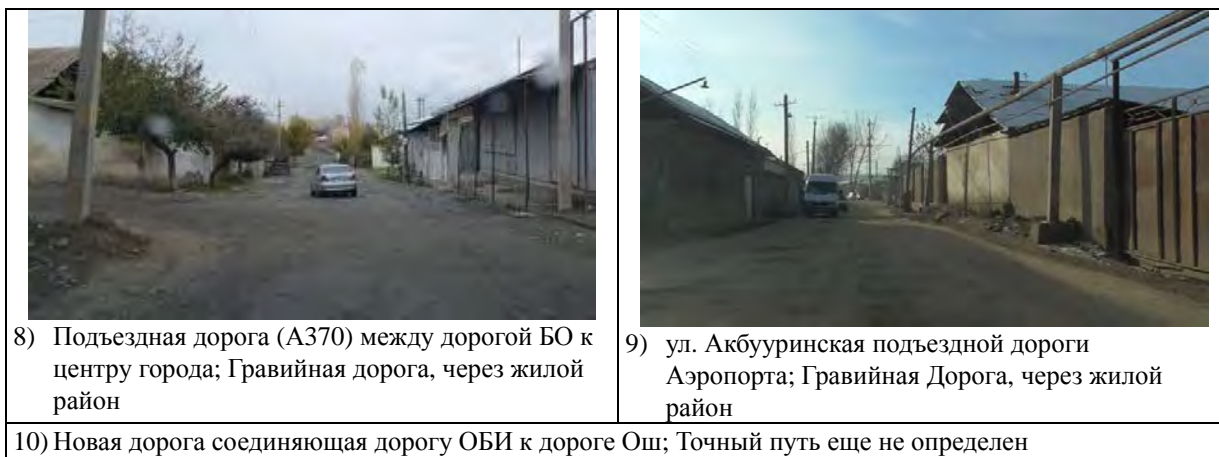 8) Подъездная дорога (А370) между дорогой БО к
центру города; Гравийная дорога, через жилой
район
9) ул. Акбууринская подъездной дороги
Аэропорта; Гравийная Дорога, через жилой
район
10) Новая дорога соединяющая дорогу ОБИ к дороге Ош; Точный путь еще не определен